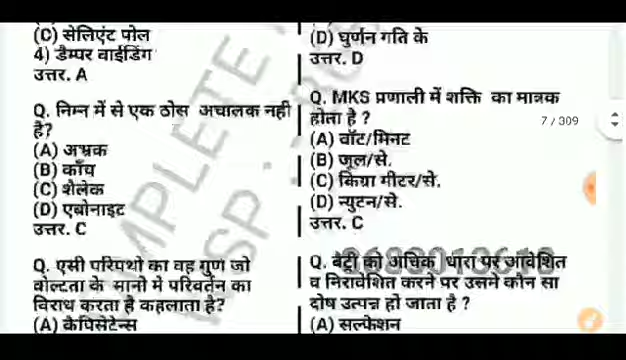 (C) सेलिएंट पोल
4) डैम्पर वाईडिंग
उत्तर. A
Q. निम्न में से एक ठोस अचालक नही
है?
(A) अभ्रक
(B) काँच
(C) शैलेक
(D) एबोनाइट
उत्तर. C
Q. एसी परिपथो का वह गुण जो
वोल्टता के मानो मे परिवर्तन का
विराध करता है कहलाता है?
(A) कैपिसेटेन्स
(D) घुर्णन गति के
उत्तर. D
Q. MKS प्रणाली में शक्ति का मात्रक
होता है ?
(A) वॉट/मिनट
(B) जूल/से.
(C) किग्रा मीटर/से.
(D) न्युटन/से.
उत्तर. C
Q. बेट्री को अधिक धारा पर आवेशित
व निरावेशित करने पर उसमे कौन सा
दोष उत्पन्न हो जाता है ?
(A) सल्फेशन
7 / 309